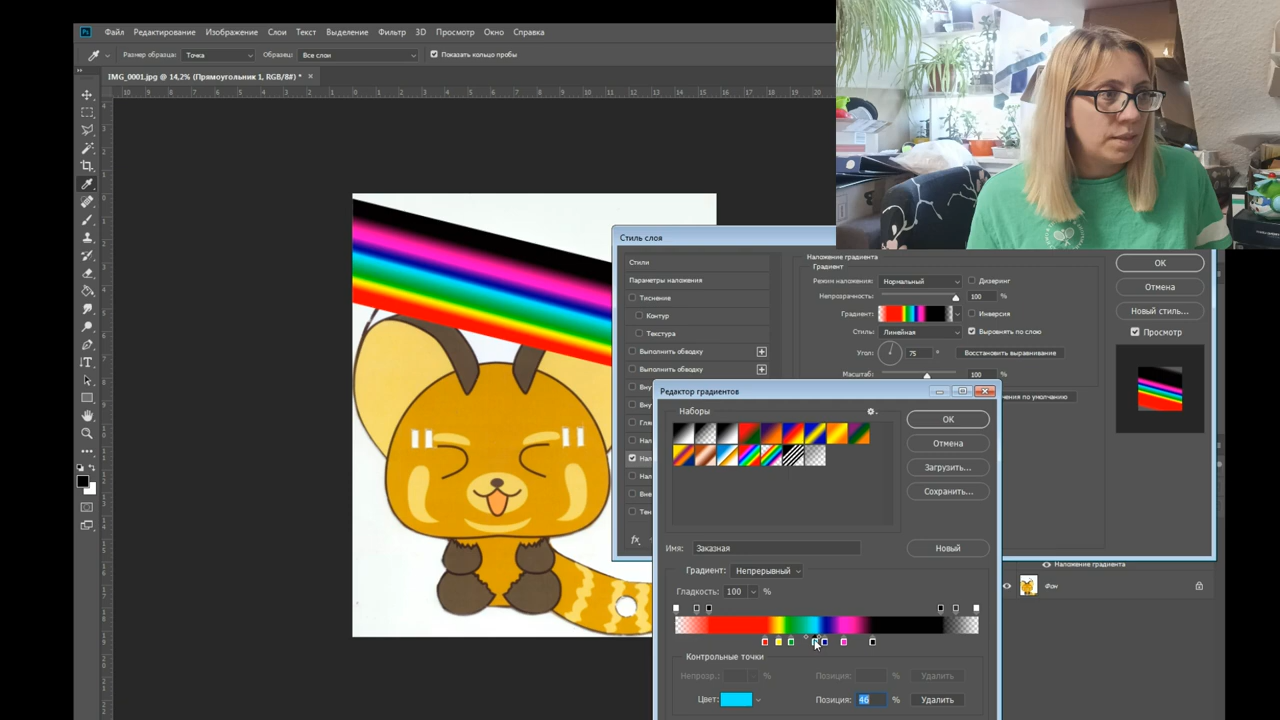 Ps Файл Редактирование Изображение Слои Текст Выделение Фильтр 3D Просмотр Окно Справка
Размер образца: Точка Образец: Все слои Показать кольцо пробы
IMG_0001.jpg @ 14,2% (Прямоугольник 1, RGB/8#) * ×
Стиль слоя
Стили
Параметры наложения
Тиснение
Контур
Текстура
Выполнить обводку
Выполнить обводку
Наложение градиента
Градиент
Режим наложения: Нормальный Дизеринг
Непрозрачность: 100 %
Градиент: Инверсия
Стиль: Линейная Выровнять по слою
Угол: 75 ° Восстановить выравнивание
Масштаб: 100 %
по умолчанию
OK
Отмена
Новый стиль...
Просмотр
fx
Редактор градиентов
Наборы
OK
Отмена
Загрузить...
Сохранить...
Имя: Заказная Новый
Градиент: Непрерывный
Гладкость: 100 %
Контрольные точки
Непрозр.: % Позиция: % Удалить
Цвет: Позиция: 46 % Удалить
Наложение градиента
Фон